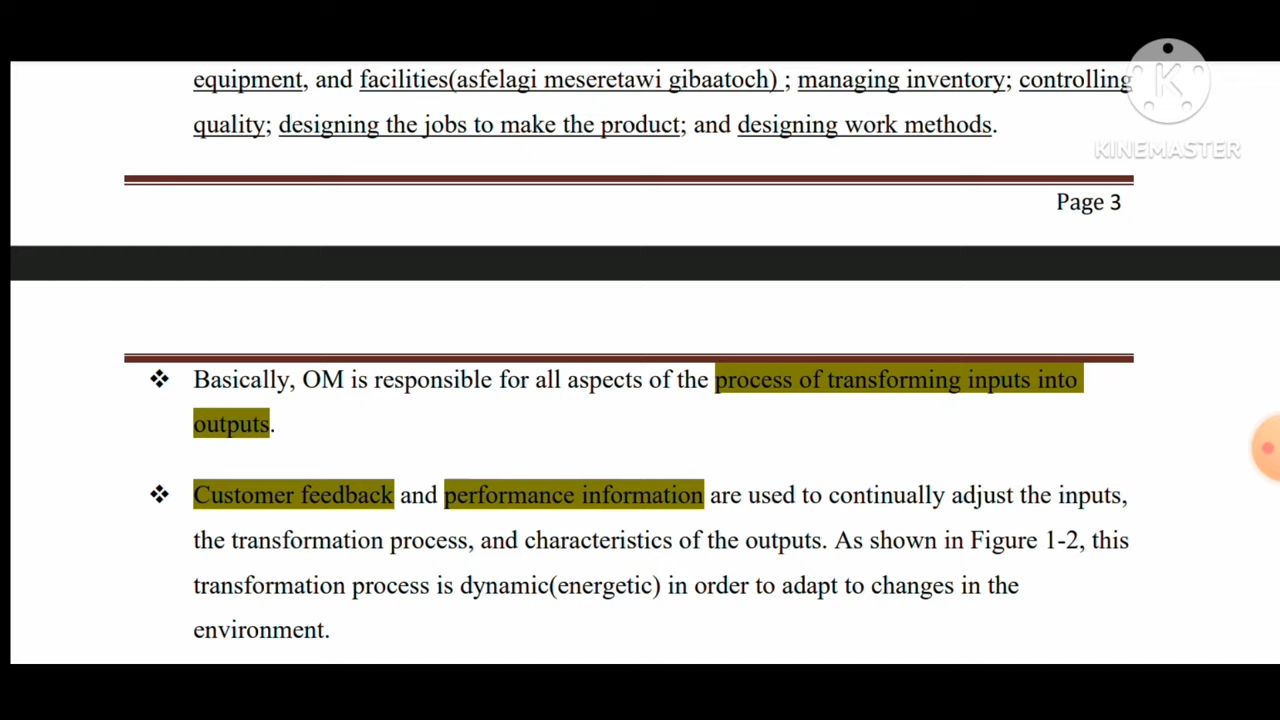 equipment, and facilities(asfelagi meseretawi gibaatoch) ; managing inventory; controlling
quality; designing the jobs to make the product; and designing work methods.
K
KINEMASTER
Page 3
❖ Basically, OM is responsible for all aspects of the process of transforming inputs into
outputs.
❖ Customer feedback and performance information are used to continually adjust the inputs,
the transformation process, and characteristics of the outputs. As shown in Figure 1-2, this
transformation process is dynamic(energetic) in order to adapt to changes in the
environment.